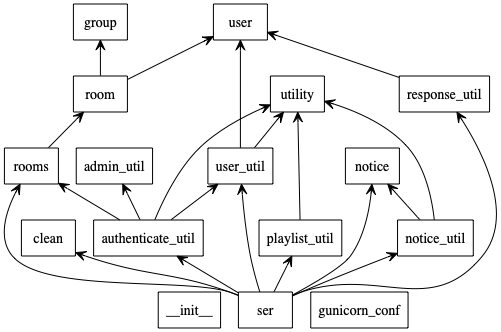 group
user
room
utility
response_util
rooms
admin_util
user_util
notice
clean
authenticate_util
playlist_util
notice_util
__init__
ser
gunicorn_conf